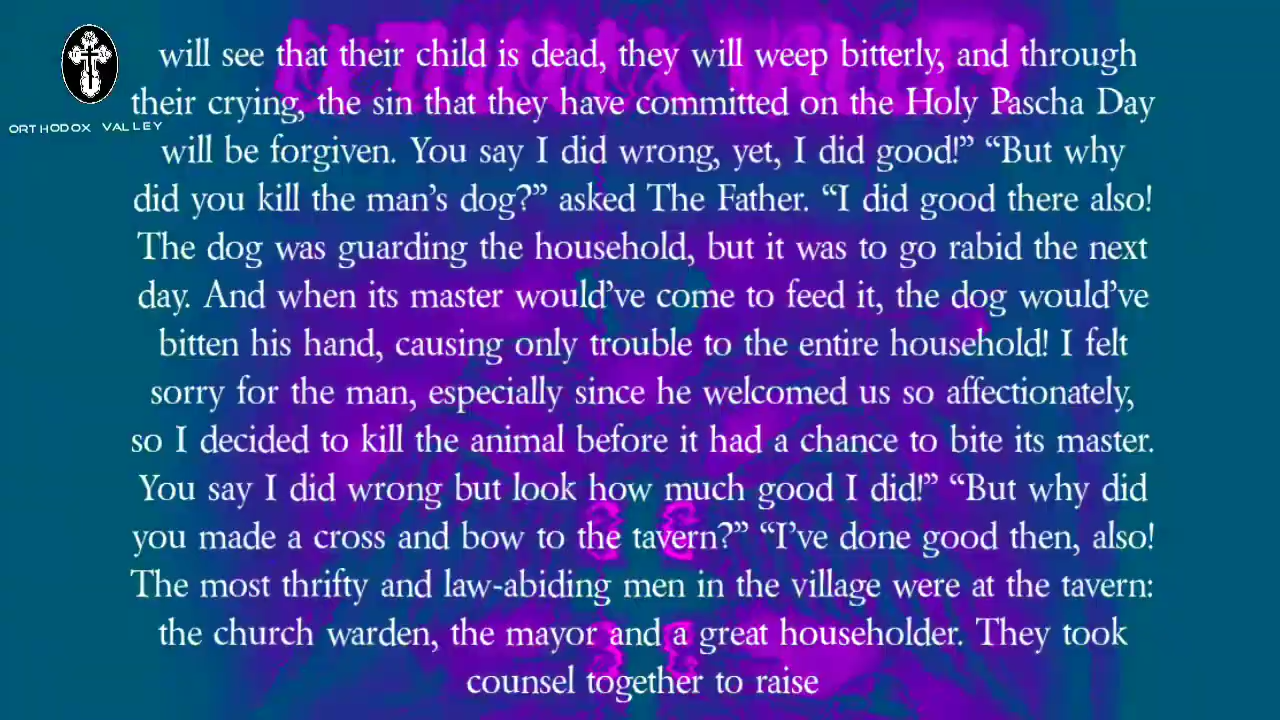 will see that their child is dead, they will weep bitterly, and through
their crying, the sin that they have committed on the Holy Pascha Day
ORTHODOX VALLEY
will be forgiven. You say I did wrong, yet, I did good!” “But why
did you kill the man’s dog?” asked The Father. “I did good there also!
The dog was guarding the household, but it was to go rabid the next
day. And when its master would’ve come to feed it, the dog would’ve
bitten his hand, causing only trouble to the entire household! I felt
sorry for the man, especially since he welcomed us so affectionately,
so I decided to kill the animal before it had a chance to bite its master.
You say I did wrong but look how much good I did!” “But why did
you made a cross and bow to the tavern?” “I’ve done good then, also!
The most thrifty and law-abiding men in the village were at the tavern:
the church warden, the mayor and a great householder. They took
counsel together to raise